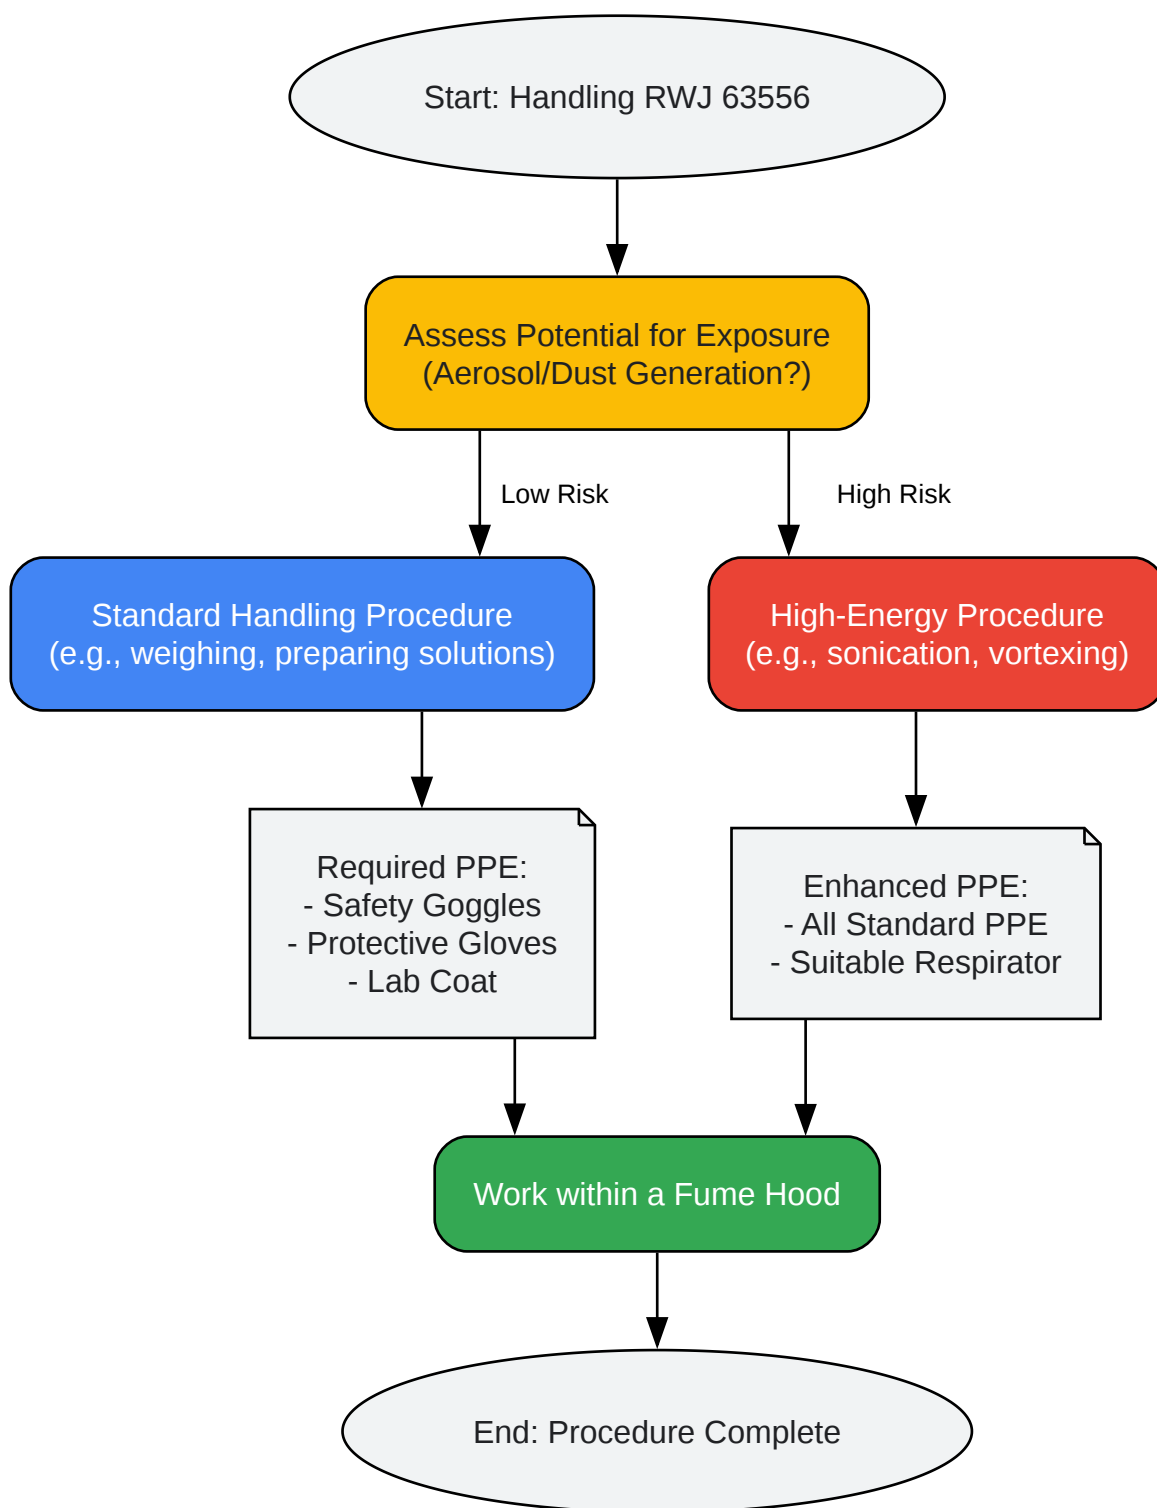 Start: Handling RWJ 63556
Assess Potential for Exposure
(Aerosol/Dust Generation?)
Low Risk
High Risk
Standard Handling Procedure
(e.g., weighing, preparing solutions)
High-Energy Procedure
(e.g., sonication, vortexing)
Required PPE:
- Safety Goggles
- Protective Gloves
- Lab Coat
Enhanced PPE:
- All Standard PPE
- Suitable Respirator
Work within a Fume Hood
End: Procedure Complete